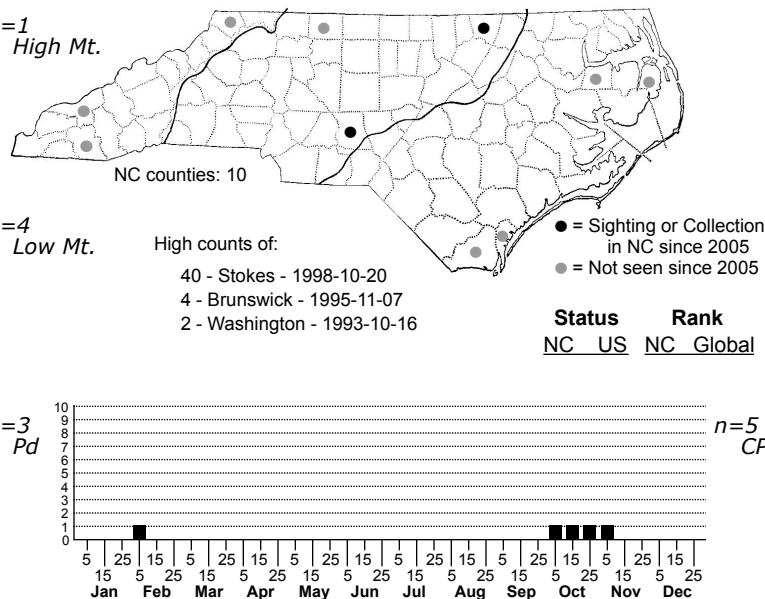 =1
High Mt.
NC counties: 10
=4
Low Mt.
High counts of:
40 - Stokes - 1998-10-20
4 - Brunswick - 1995-11-07
2 - Washington - 1993-10-16
= Sighting or Collection
in NC since 2005
= Not seen since 2005
Status Rank
NC US NC Global
=3
Pd
n=5
CP
10
9
8
7
6
5
4
3
2
1
0
5 25 15 5 25 15 5 25 15 5 25 15 5 25 15 5 25 15
15 5 25 15 5 25 15 5 25 15 5 25 15 5 25 15 5 25
Jan Feb Mar Apr May Jun Jul Aug Sep Oct Nov Dec